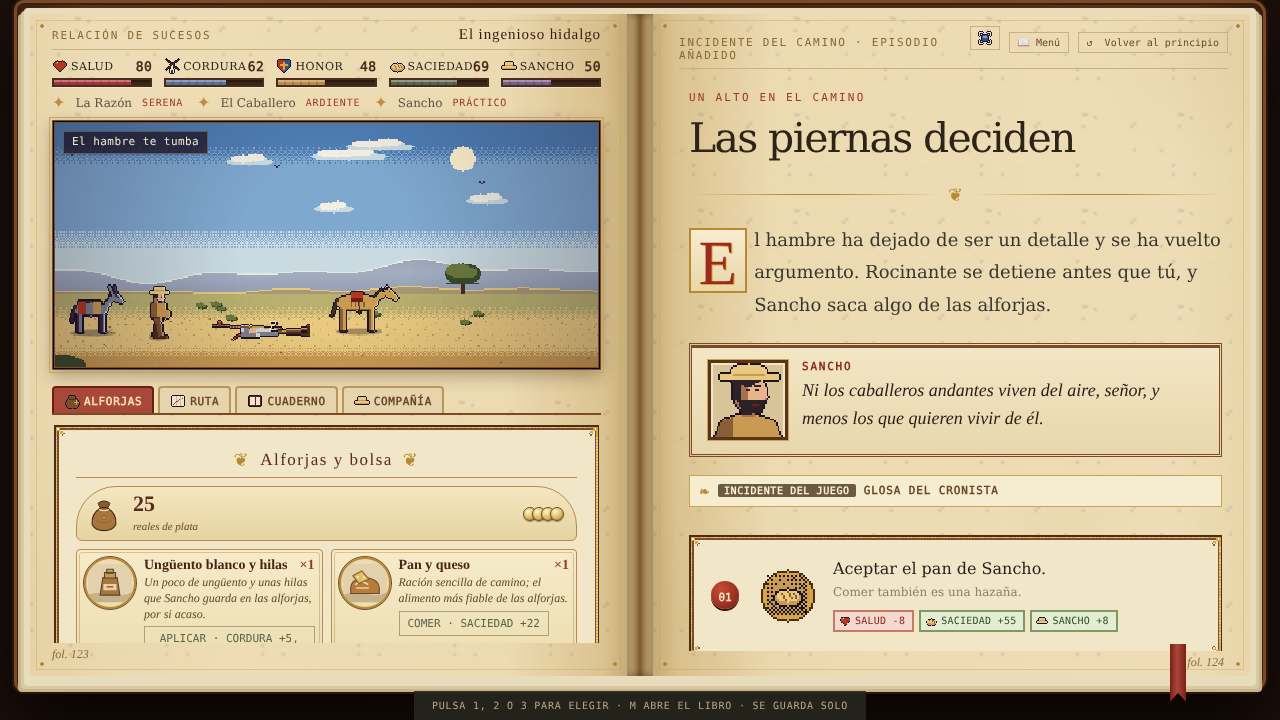 RELACIÓN DE SUCESOS
El ingenioso hidalgo
SALUD 80
CORDURA 62
HONOR 48
SACIEDAD 69
SANCHO 50
La Razón SERENA
El Caballero ARDIENTE
Sancho PRÁCTICO
El hambre te tumba
ALFORJAS
RUTA
CUADERNO
COMPAÑÍA
Alforjas y bolsa
25
reales de plata
Ungüento blanco y hilas ×1
Un poco de ungüento y unas hilas
que Sancho guarda en las alforjas,
por si acaso.
APLICAR · CORDURA +5,
Pan y queso ×1
Ración sencilla de camino; el
alimento más fiable de las alforjas.
COMER · SACIEDAD +22
fol. 123
INCIDENTE DEL CAMINO · EPISODIO
AÑADIDO
Menú
Volver al principio
UN ALTO EN EL CAMINO
Las piernas deciden
El hambre ha dejado de ser un detalle y se ha vuelto
argumento. Rocinante se detiene antes que tú, y
Sancho saca algo de las alforjas.
SANCHO
Ni los caballeros andantes viven del aire, señor, y
menos los que quieren vivir de él.
INCIDENTE DEL JUEGO GLOSA DEL CRONISTA
01
Aceptar el pan de Sancho.
Comer también es una hazaña.
SALUD -8
SACIEDAD +55
SANCHO +8
fol. 124
PULSA 1, 2 O 3 PARA ELEGIR · M ABRE EL LIBRO · SE GUARDA SOLO